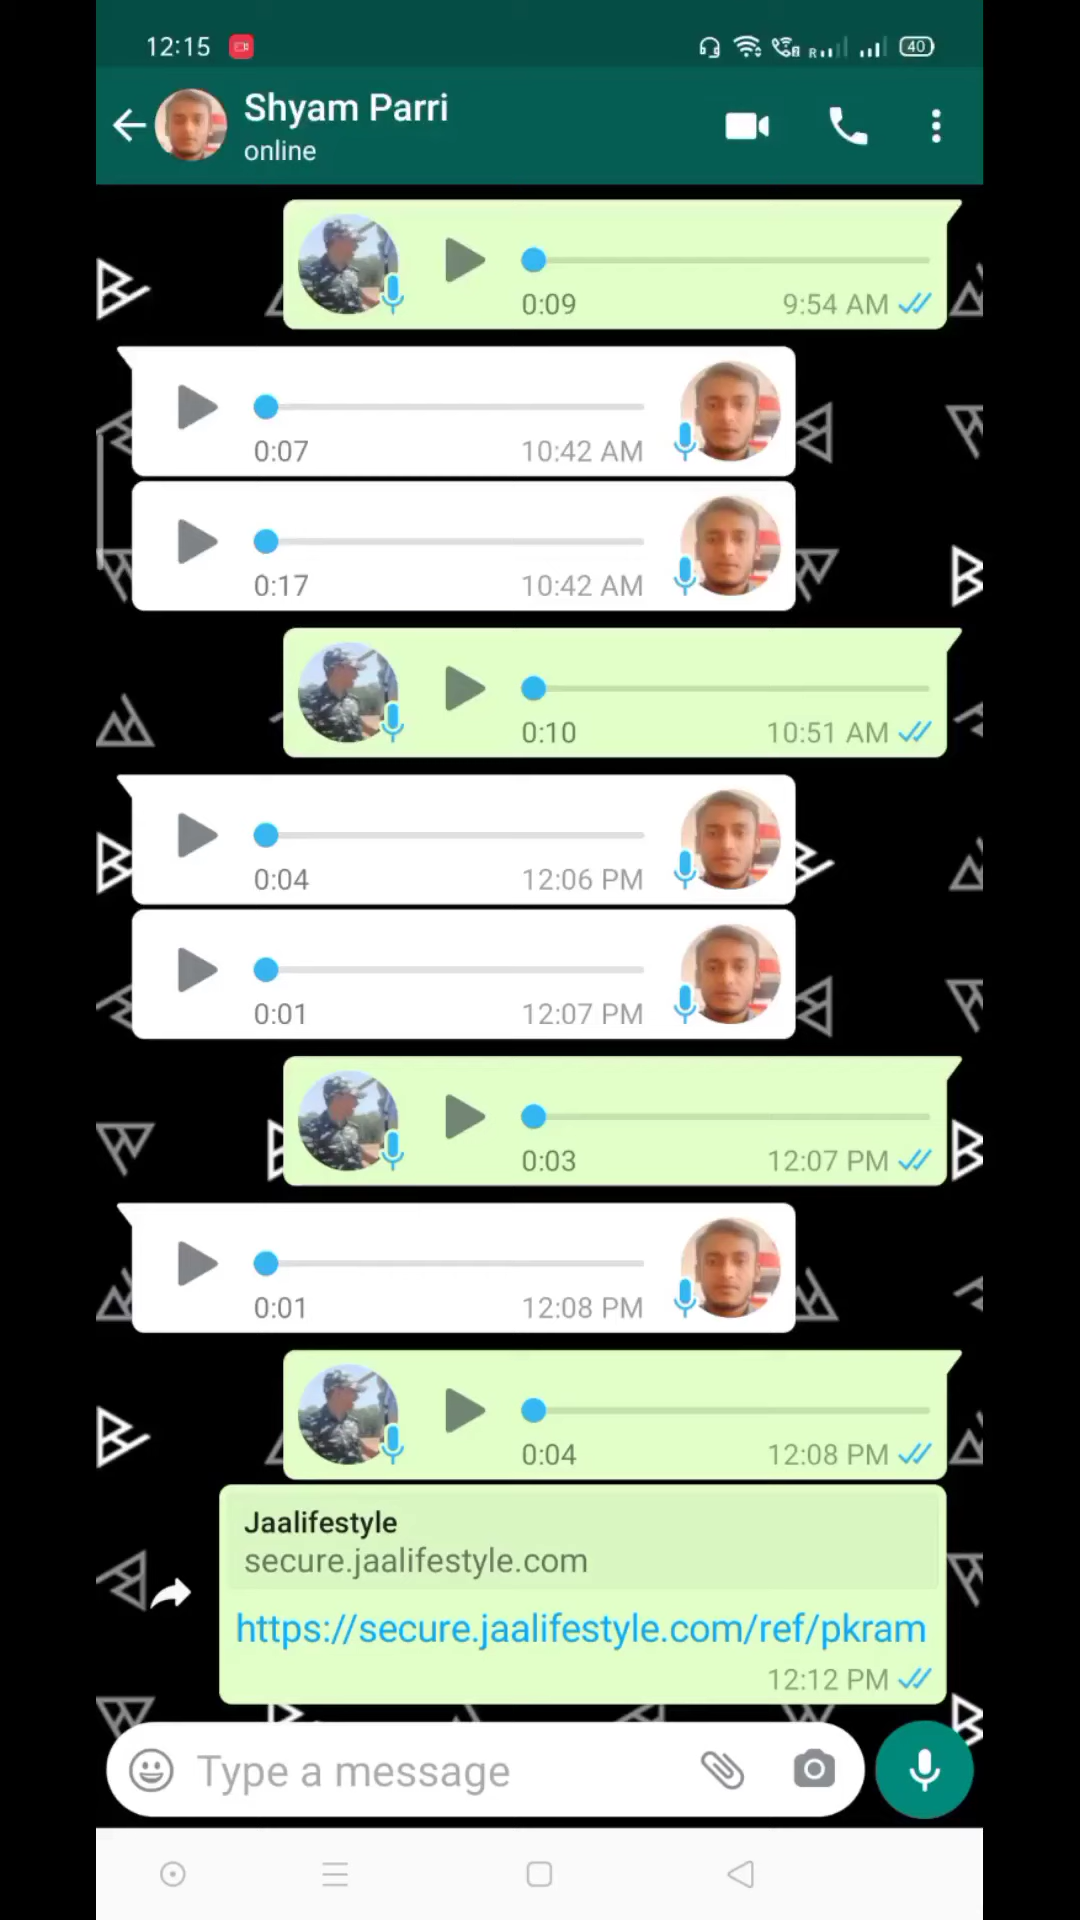 12:15
R
40
Shyam Parri
online
0:09 9:54 AM
0:07 10:42 AM
0:17 10:42 AM
0:10 10:51 AM
0:04 12:06 PM
0:01 12:07 PM
0:03 12:07 PM
0:01 12:08 PM
0:04 12:08 PM
Jaalifestyle
secure.jaalifestyle.com
https://secure.jaalifestyle.com/ref/pkram
12:12 PM
Type a message